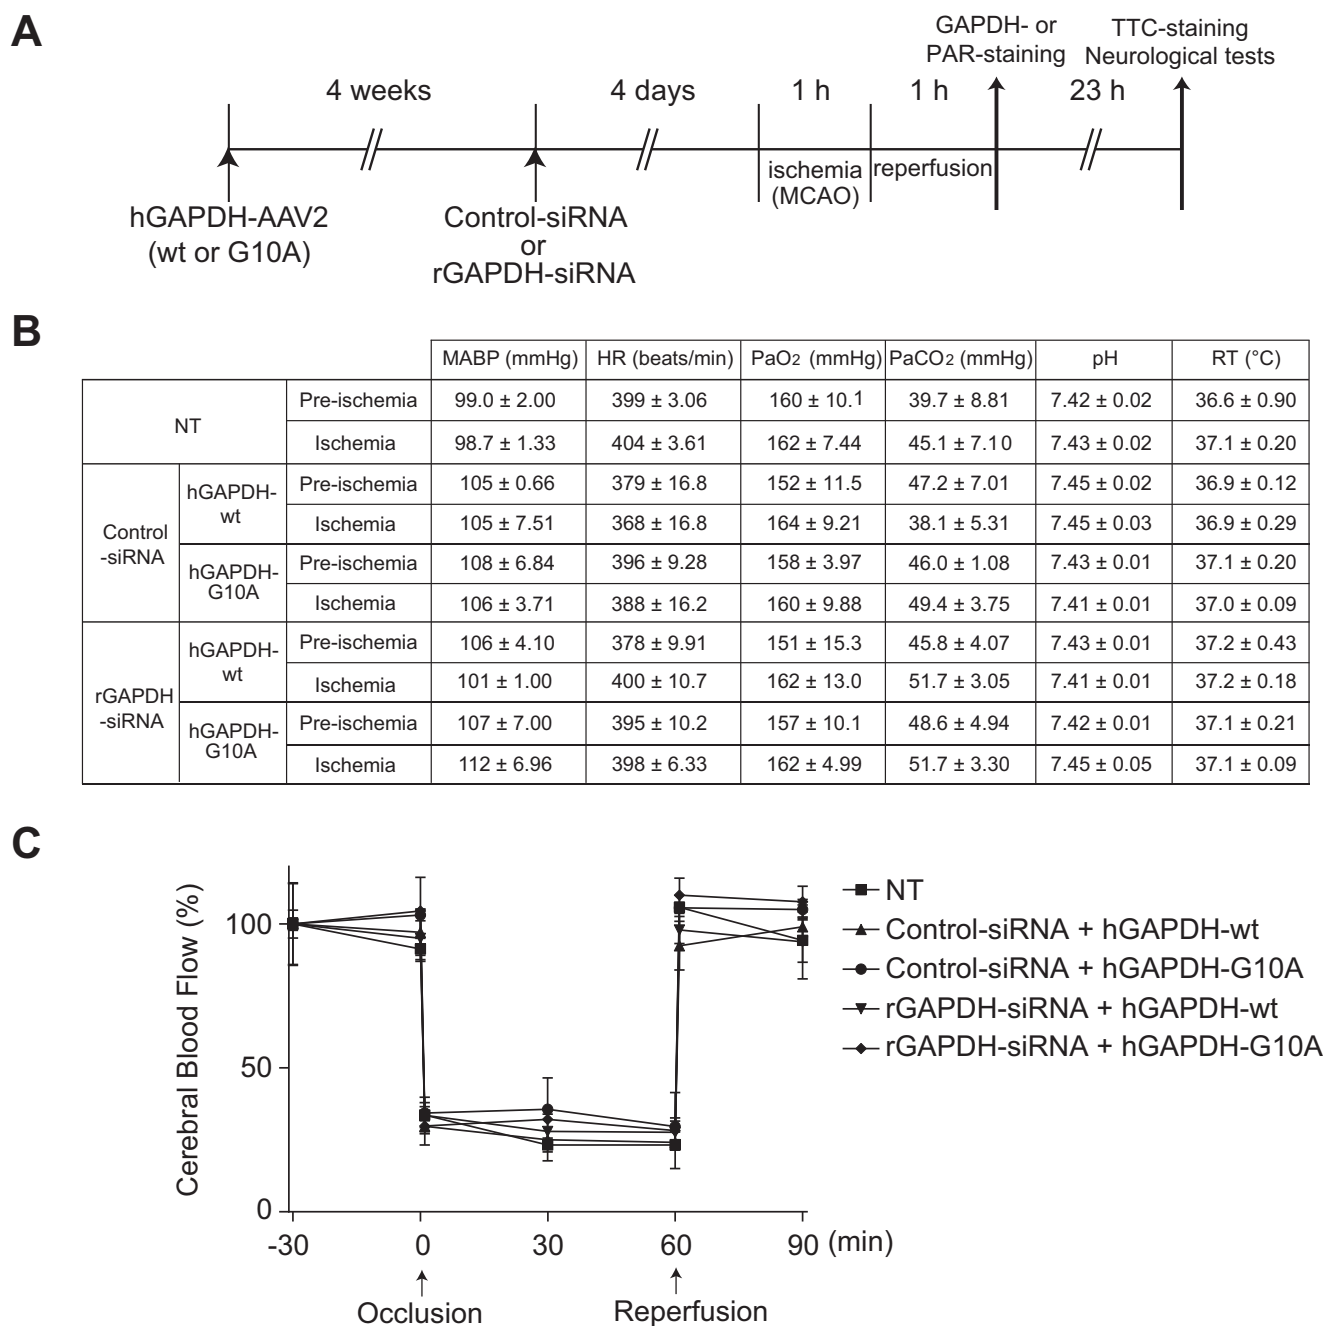 A
GAPDH- or
PAR-staining
TTC-staining
Neurological tests
4 weeks
4 days
1 h
1 h
23 h
ischemia
(MCAO)
reperfusion
hGAPDH-AAV2
(wt or G10A)
Control-siRNA
or
rGAPDH-siRNA
B
MABP (mmHg) HR (beats/min) PaO2 (mmHg) PaCO2 (mmHg) pH RT (°C)
NT
Pre-ischemia 99.0 ± 2.00 399 ± 3.06 160 ± 10.1 39.7 ± 8.81 7.42 ± 0.02 36.6 ± 0.90
Ischemia 98.7 ± 1.33 404 ± 3.61 162 ± 7.44 45.1 ± 7.10 7.43 ± 0.02 37.1 ± 0.20
Control
-siRNA
hGAPDH-
wt
Pre-ischemia 105 ± 0.66 379 ± 16.8 152 ± 11.5 47.2 ± 7.01 7.45 ± 0.02 36.9 ± 0.12
Ischemia 105 ± 7.51 368 ± 16.8 164 ± 9.21 38.1 ± 5.31 7.45 ± 0.03 36.9 ± 0.29
hGAPDH-
G10A
Pre-ischemia 108 ± 6.84 396 ± 9.28 158 ± 3.97 46.0 ± 1.08 7.43 ± 0.01 37.1 ± 0.20
Ischemia 106 ± 3.71 388 ± 16.2 160 ± 9.88 49.4 ± 3.75 7.41 ± 0.01 37.0 ± 0.09
rGAPDH
-siRNA
hGAPDH-
wt
Pre-ischemia 106 ± 4.10 378 ± 9.91 151 ± 15.3 45.8 ± 4.07 7.43 ± 0.01 37.2 ± 0.43
Ischemia 101 ± 1.00 400 ± 10.7 162 ± 13.0 51.7 ± 3.05 7.41 ± 0.01 37.2 ± 0.18
hGAPDH-
G10A
Pre-ischemia 107 ± 7.00 395 ± 10.2 157 ± 10.1 48.6 ± 4.94 7.42 ± 0.01 37.1 ± 0.21
Ischemia 112 ± 6.96 398 ± 6.33 162 ± 4.99 51.7 ± 3.30 7.45 ± 0.05 37.1 ± 0.09
C
Cerebral Blood Flow (%)
100
50
0
-30 0 30 60 90 (min)
Occlusion
Reperfusion
NT
Control-siRNA + hGAPDH-wt
Control-siRNA + hGAPDH-G10A
rGAPDH-siRNA + hGAPDH-wt
rGAPDH-siRNA + hGAPDH-G10A